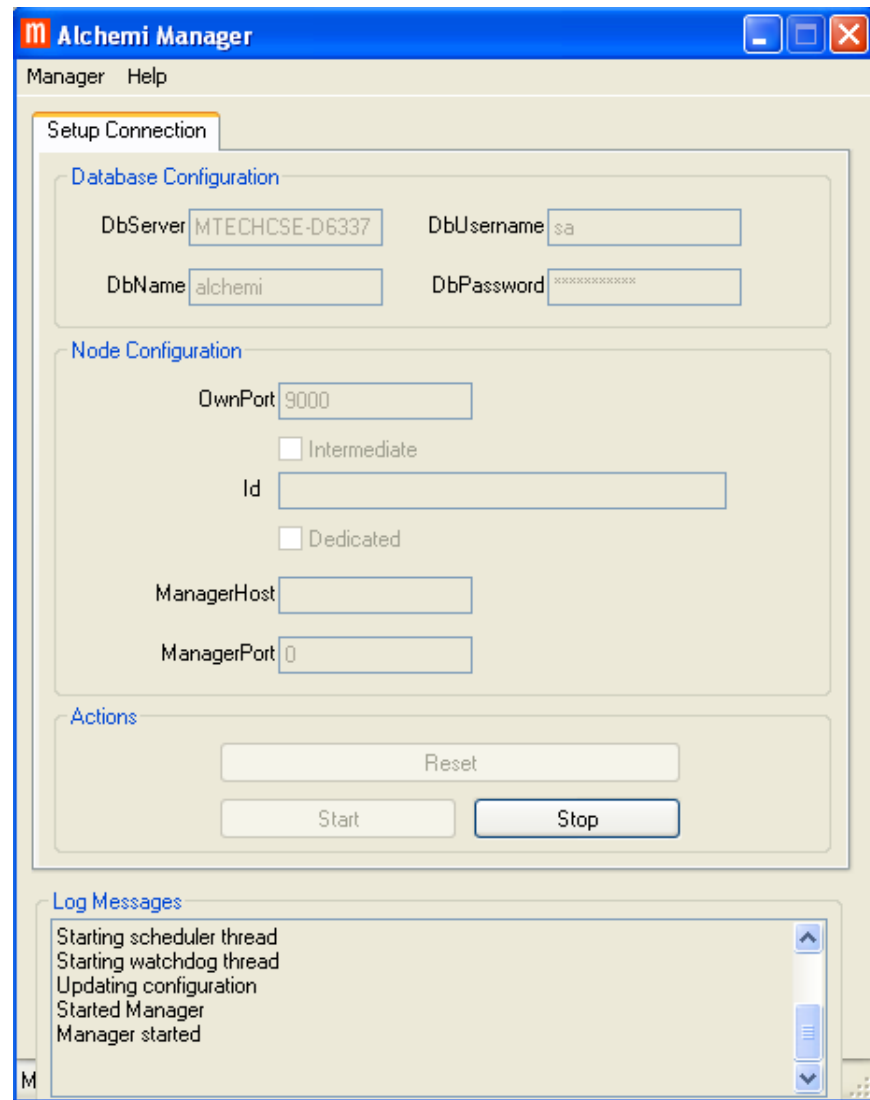 Alchemi Manager
Manager Help
Setup Connection
Database Configuration
DbServer MTECHCSE-D6337 DbUsername sa
DbName alchemi DbPassword ***********
Node Configuration
OwnPort 9000
Intermediate
Id
Dedicated
ManagerHost
ManagerPort 0
Actions
Reset
Start Stop
Log Messages
Starting scheduler thread
Starting watchdog thread
Updating configuration
Started Manager
Manager started
M